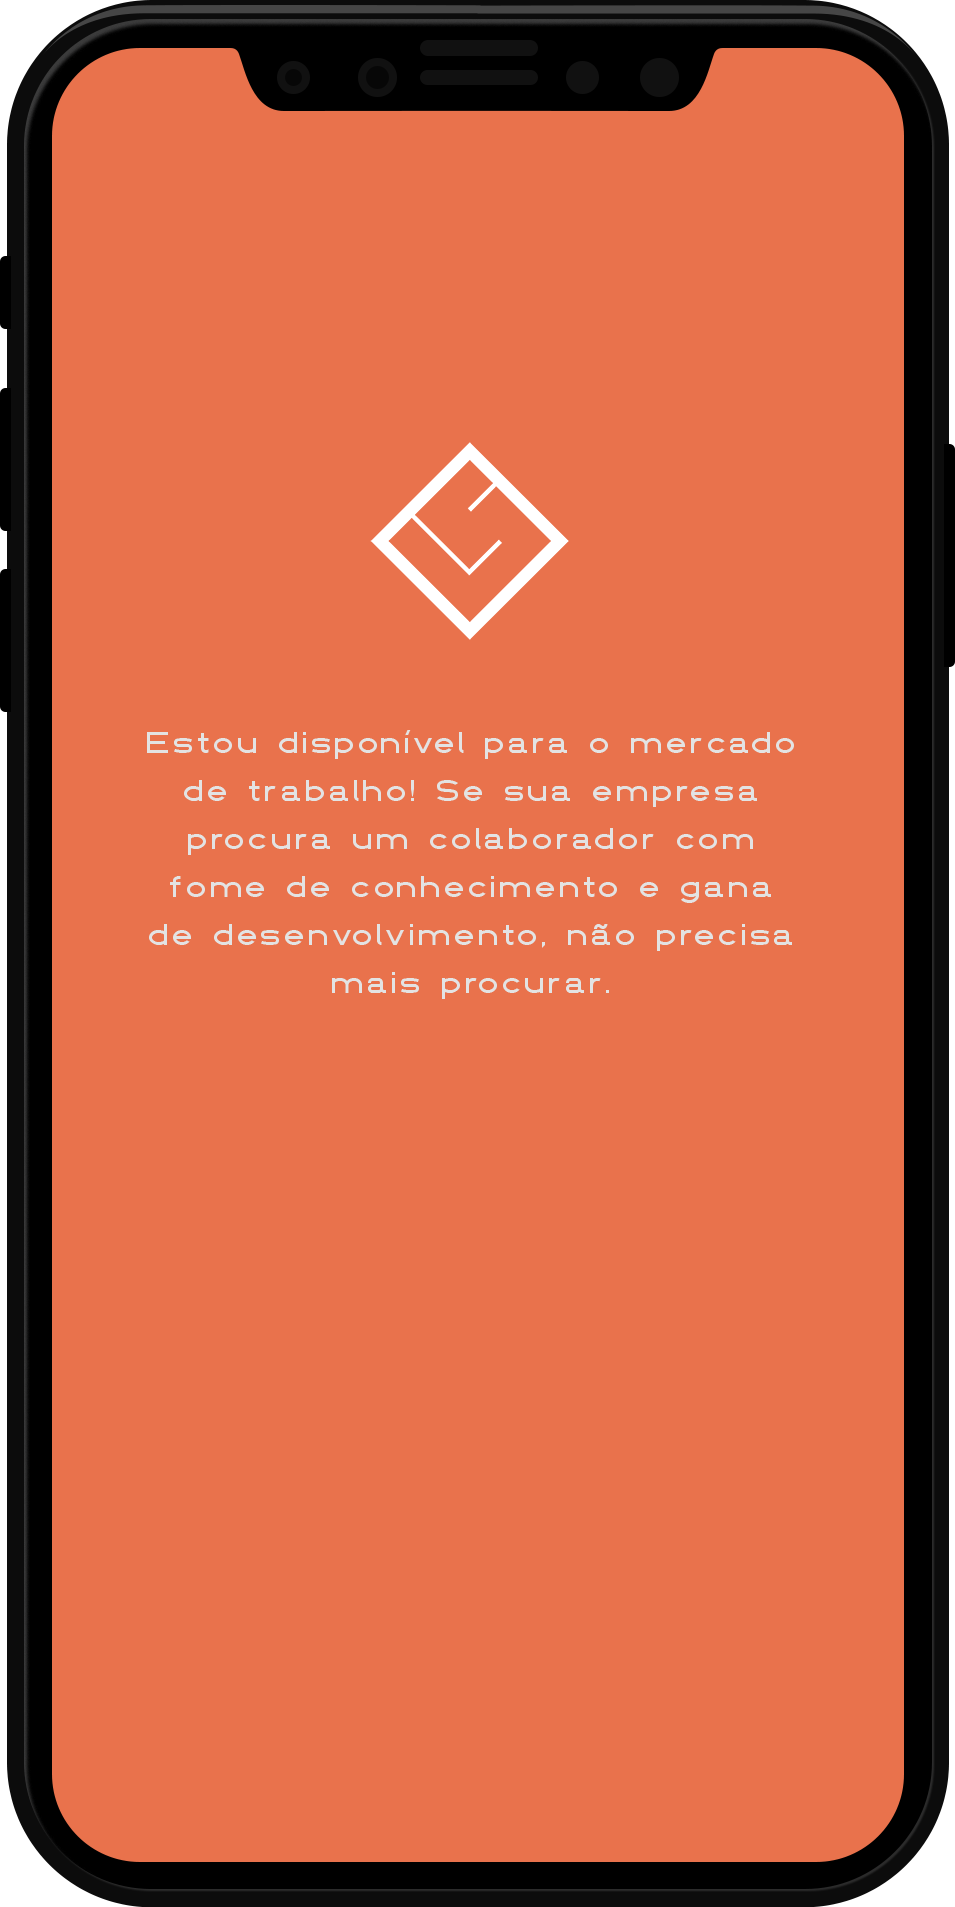 Estou disponível para o mercado
de trabalho! Se sua empresa
procura um colaborador com
fome de conhecimento e gana
de desenvolvimento, não precisa
mais procurar.